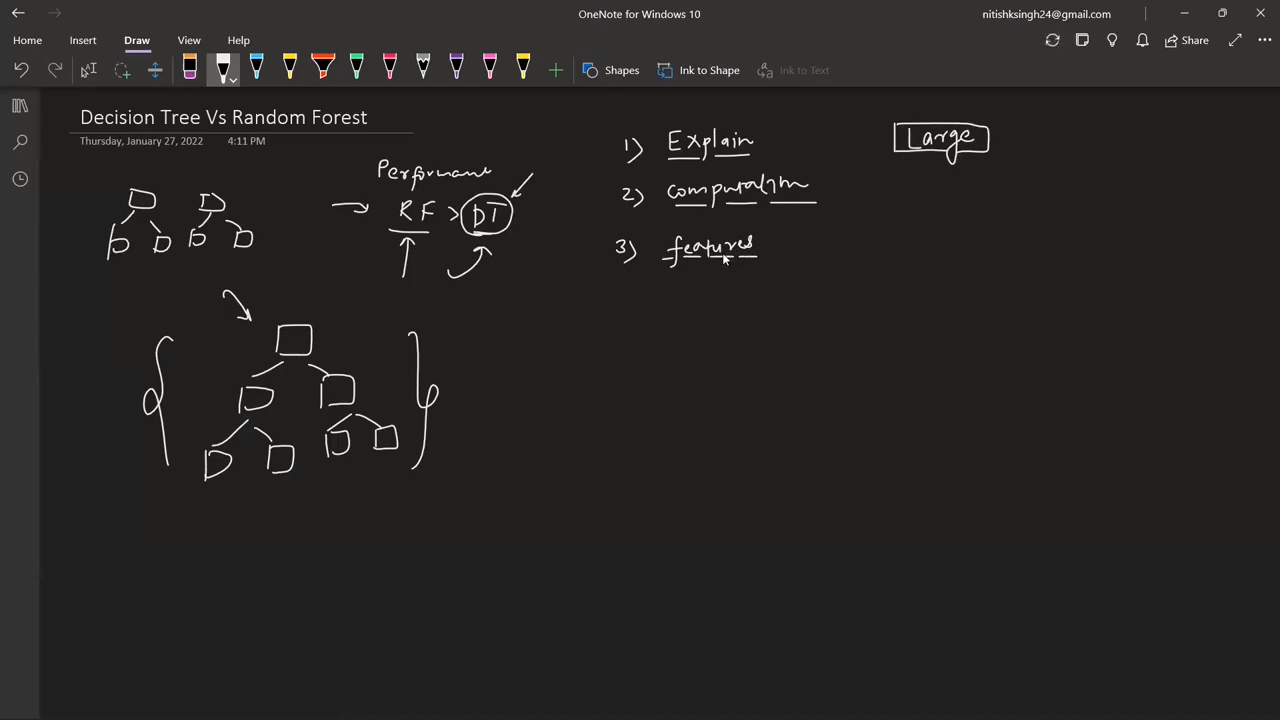 OneNote for Windows 10
nitishksingh24@gmail.com
Home Insert Draw View Help
Share
Shapes Ink to Shape Ink to Text
Decision Tree Vs Random Forest
Thursday, January 27, 2022 4:11 PM
Performant
RF > DT
1) Explain
2) computation
3) features
Large